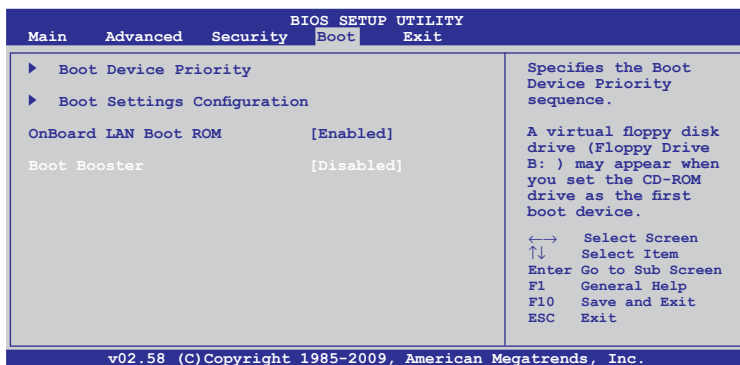 BIOS SETUP UTILITY
Main Advanced Security Boot Exit
Boot Device Priority
Boot Settings Configuration
OnBoard LAN Boot ROM [Enabled]
Boot Booster [Disabled]
Specifies the Boot
Device Priority
sequence.
A virtual floppy disk
drive (Floppy Drive
B: ) may appear when
you set the CD-ROM
drive as the first
boot device.
←→ Select Screen
↑↓ Select Item
Enter Go to Sub Screen
F1 General Help
F10 Save and Exit
ESC Exit
v02.58 (C)Copyright 1985-2009, American Megatrends, Inc.